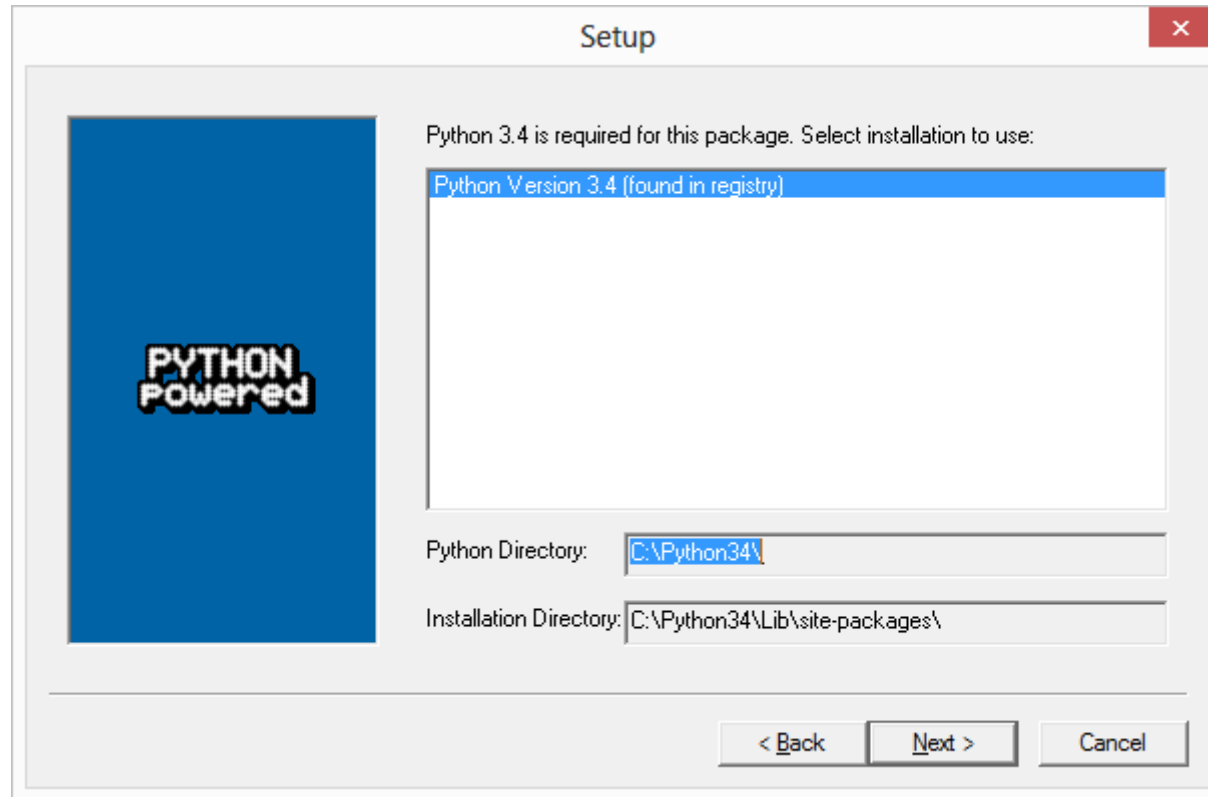 Setup
Python 3.4 is required for this package. Select installation to use:
Python Version 3.4 (found in registry)
PYTHON
powered
Python Directory: C:\Python34\
Installation Directory: C:\Python34\Lib\site-packages\
< Back Next > Cancel